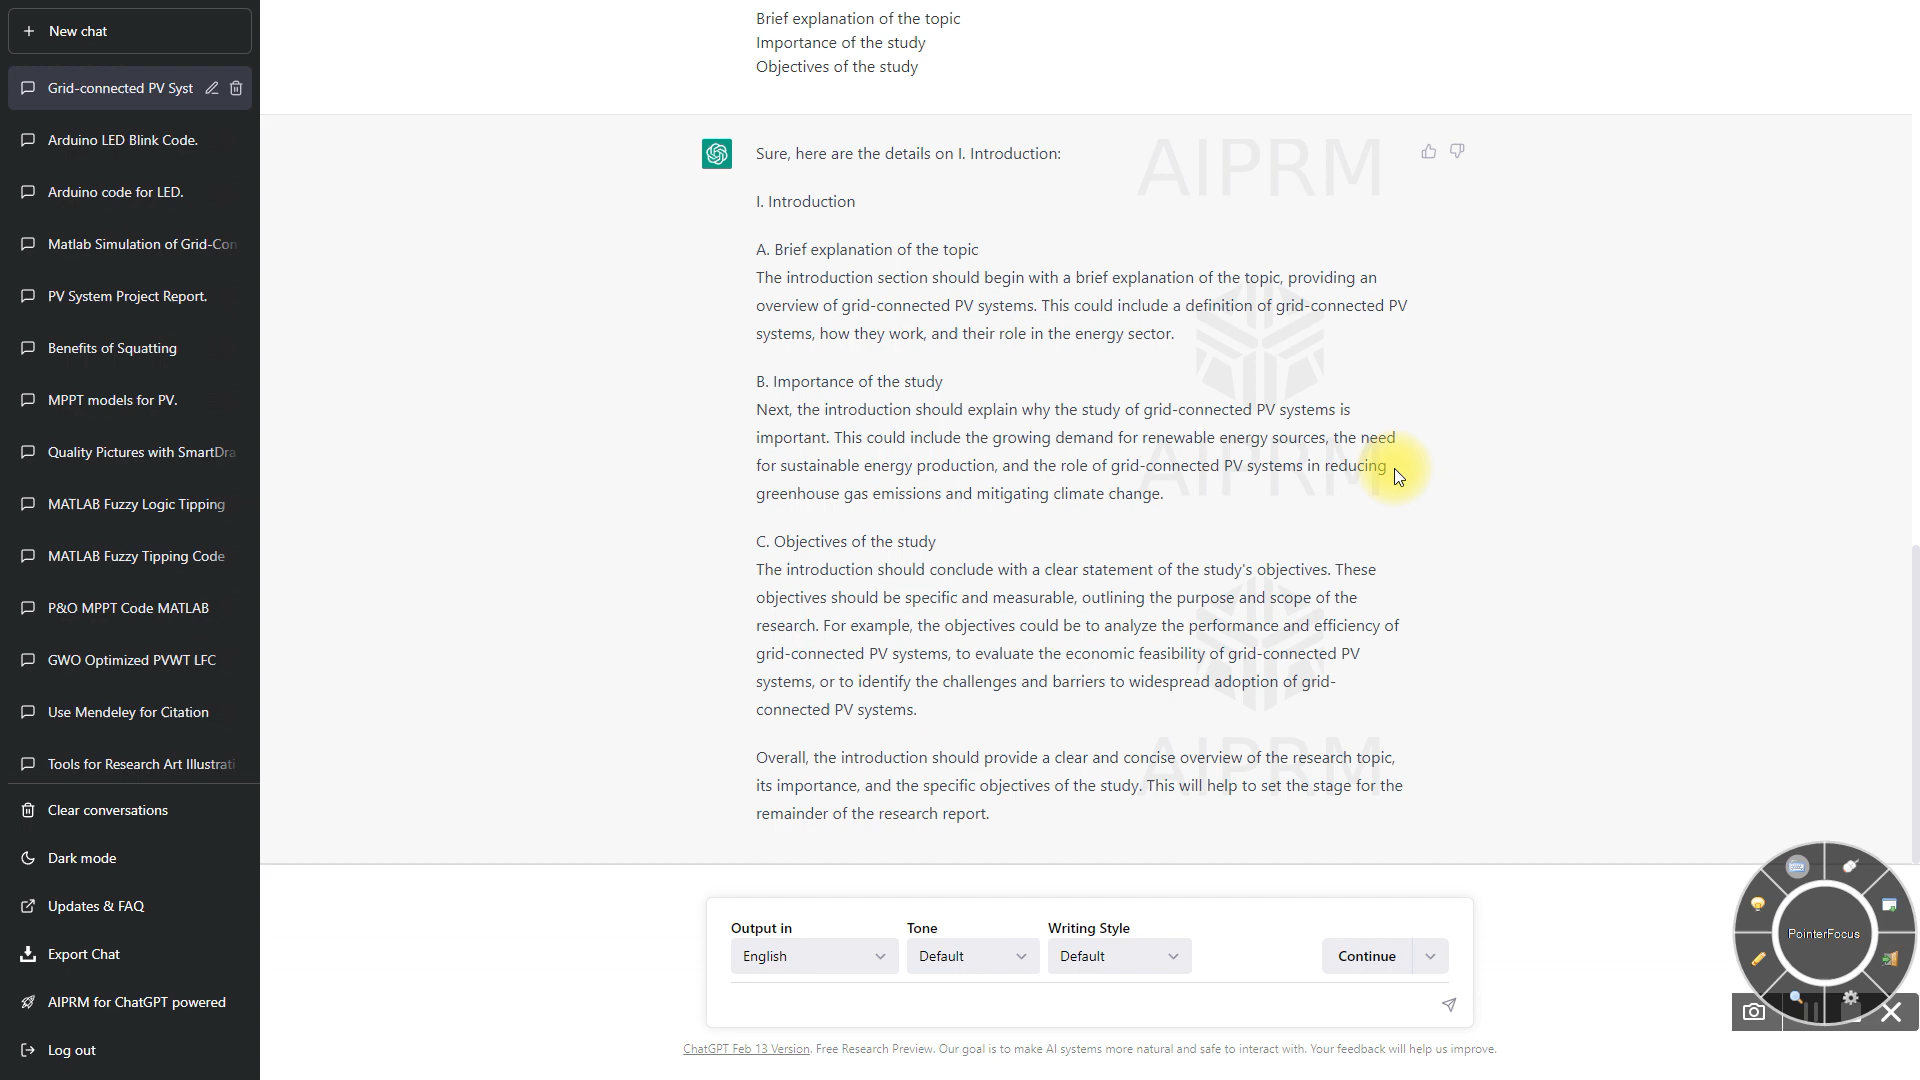 New chat
Grid-connected PV Syst
Arduino LED Blink Code.
Arduino code for LED.
Matlab Simulation of Grid-Con
PV System Project Report.
Benefits of Squatting
MPPT models for PV.
Quality Pictures with SmartDra
MATLAB Fuzzy Logic Tipping
MATLAB Fuzzy Tipping Code
P&O MPPT Code MATLAB
GWO Optimized PVWT LFC
Use Mendeley for Citation
Tools for Research Art Illustrati
Clear conversations
Dark mode
Updates & FAQ
Export Chat
AIPRM for ChatGPT powered
Log out
Brief explanation of the topic
Importance of the study
Objectives of the study
Sure, here are the details on I. Introduction:
I. Introduction
A. Brief explanation of the topic
The introduction section should begin with a brief explanation of the topic, providing an
overview of grid-connected PV systems. This could include a definition of grid-connected PV
systems, how they work, and their role in the energy sector.
B. Importance of the study
Next, the introduction should explain why the study of grid-connected PV systems is
important. This could include the growing demand for renewable energy sources, the need
for sustainable energy production, and the role of grid-connected PV systems in reducing
greenhouse gas emissions and mitigating climate change.
C. Objectives of the study
The introduction should conclude with a clear statement of the study's objectives. These
objectives should be specific and measurable, outlining the purpose and scope of the
research. For example, the objectives could be to analyze the performance and efficiency of
grid-connected PV systems, to evaluate the economic feasibility of grid-connected PV
systems, or to identify the challenges and barriers to widespread adoption of grid-
connected PV systems.
Overall, the introduction should provide a clear and concise overview of the research topic,
its importance, and the specific objectives of the study. This will help to set the stage for the
remainder of the research report.
AIPRM
AIPRM
AIPRM
Output in
Tone
Writing Style
English
Default
Default
Continue
ChatGPT Feb 13 Version. Free Research Preview. Our goal is to make AI systems more natural and safe to interact with. Your feedback will help us improve.
PointerFocus